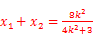 x₁ + x₂ = 8k²/4k²+3